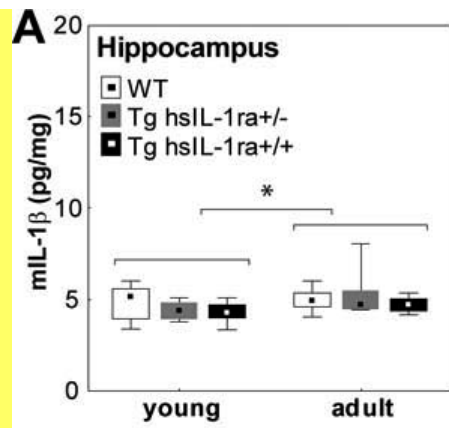 A
20
Hippocampus
WT
Tg hsIL-1ra+/-
Tg hsIL-1ra+/+
15
*
10
5
0
mIL-1β (pg/mg)
young adult